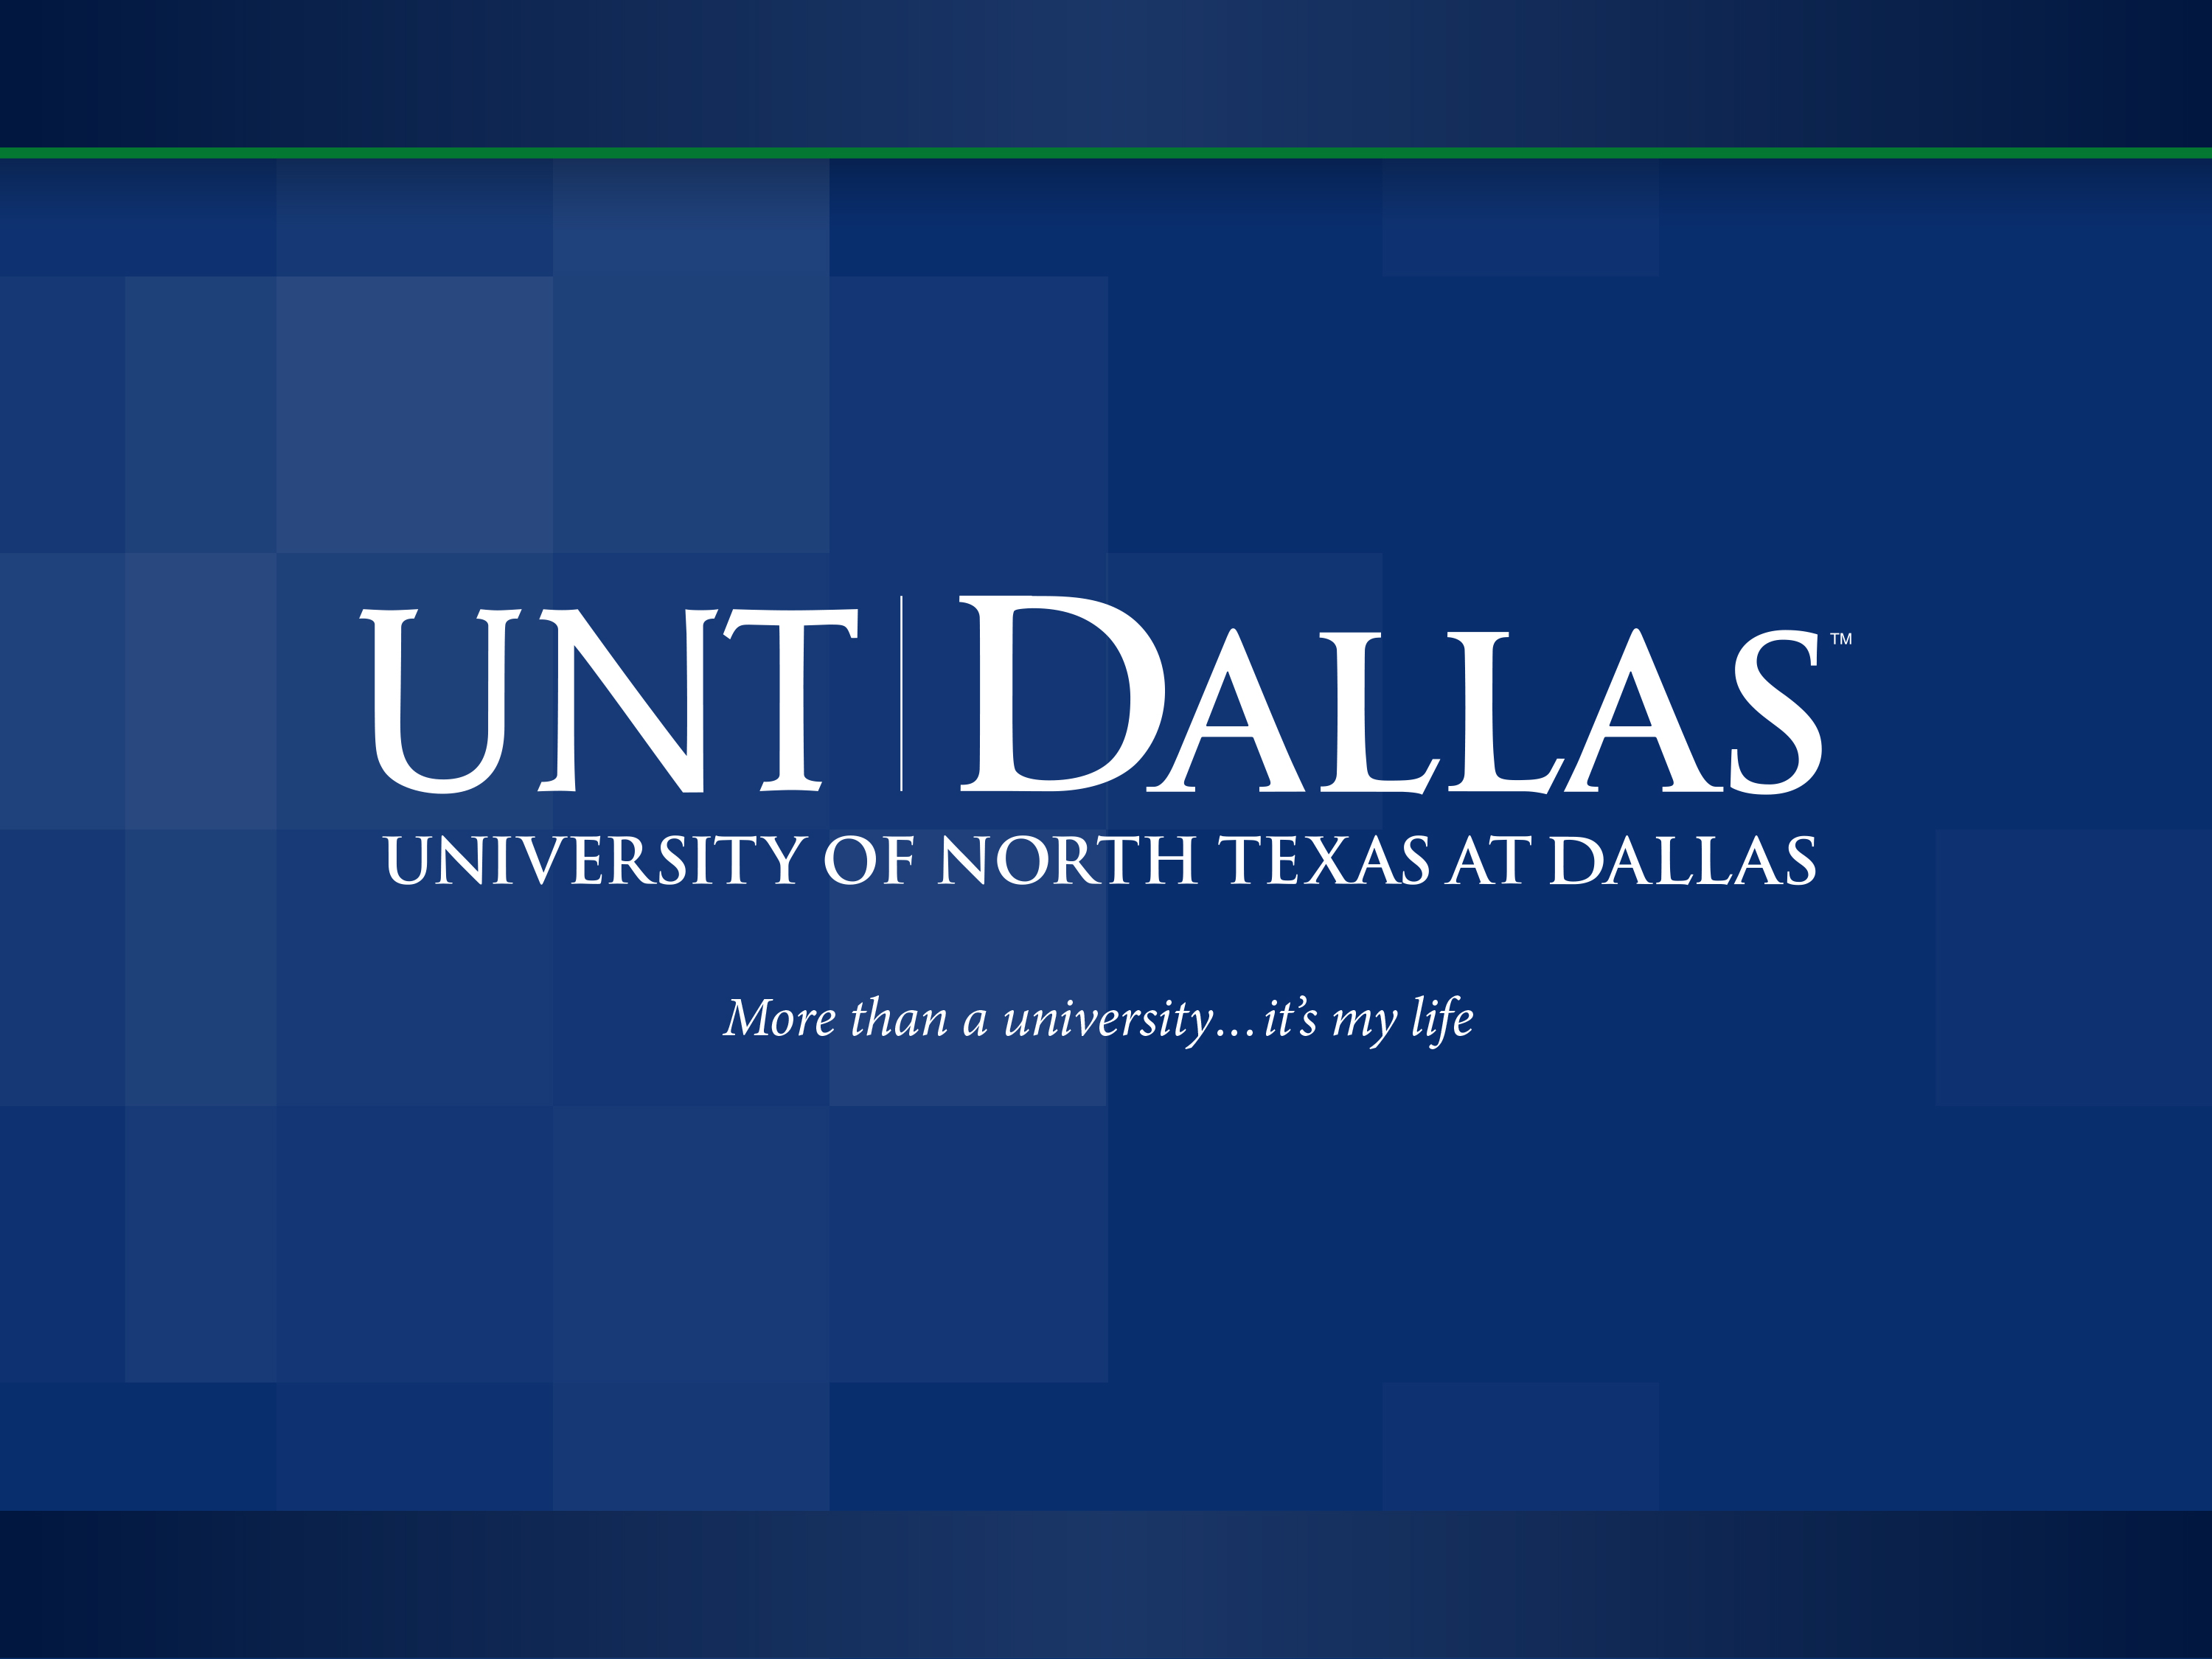 UNT | DALLAS™
UNIVERSITY OF NORTH TEXAS AT DALLAS
More than a university…it’s my life